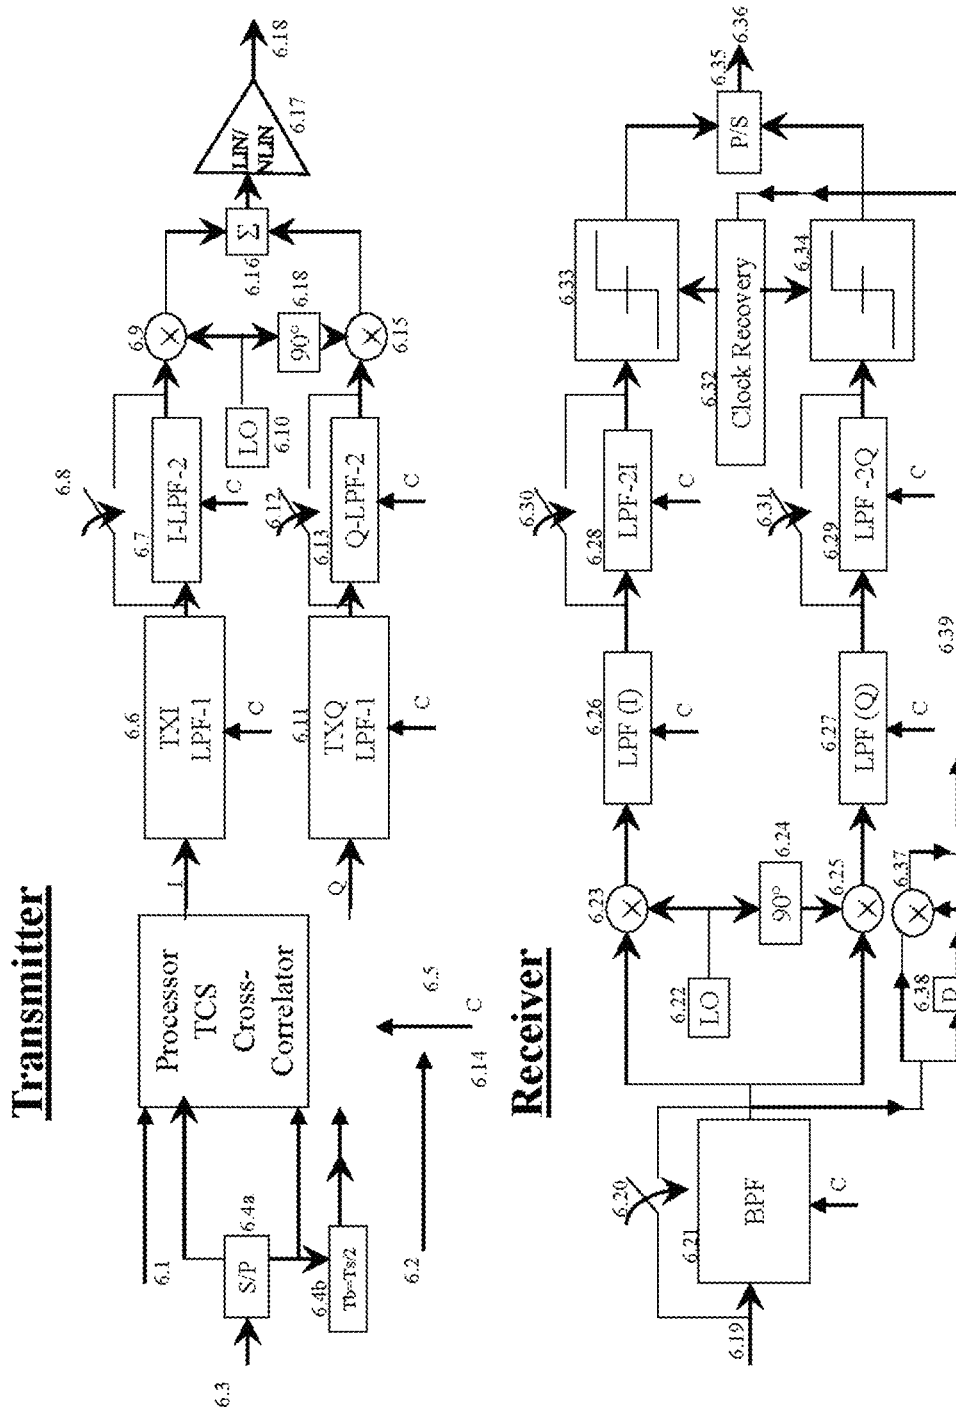 Transmitter
6.1
6.3
S/P
6.4a
6.4b
Tb=Ts/2
6.2
Processor
TCS
Cross-
Correlator
6.5
C
6.14
I
Q
6.6
TXI
LPF-1
C
6.11
TXQ
LPF-1
C
6.8
6.7
I-LPF-2
C
6.12
6.13
Q-LPF-2
C
LO
6.10
6.9
90°
6.18
6.15
Σ
6.16
LIN/
NLIN
6.17
6.18
Receiver
6.19
6.20
6.21
BPF
C
6.22
LO
6.23
90°
6.24
6.25
6.38
D
6.37
6.39
6.26
LPF (I)
C
6.27
LPF (Q)
C
6.30
6.28
LPF-2I
C
6.31
6.29
LPF -2Q
C
6.32
Clock Recovery
6.33
6.34
P/S
6.35
6.36